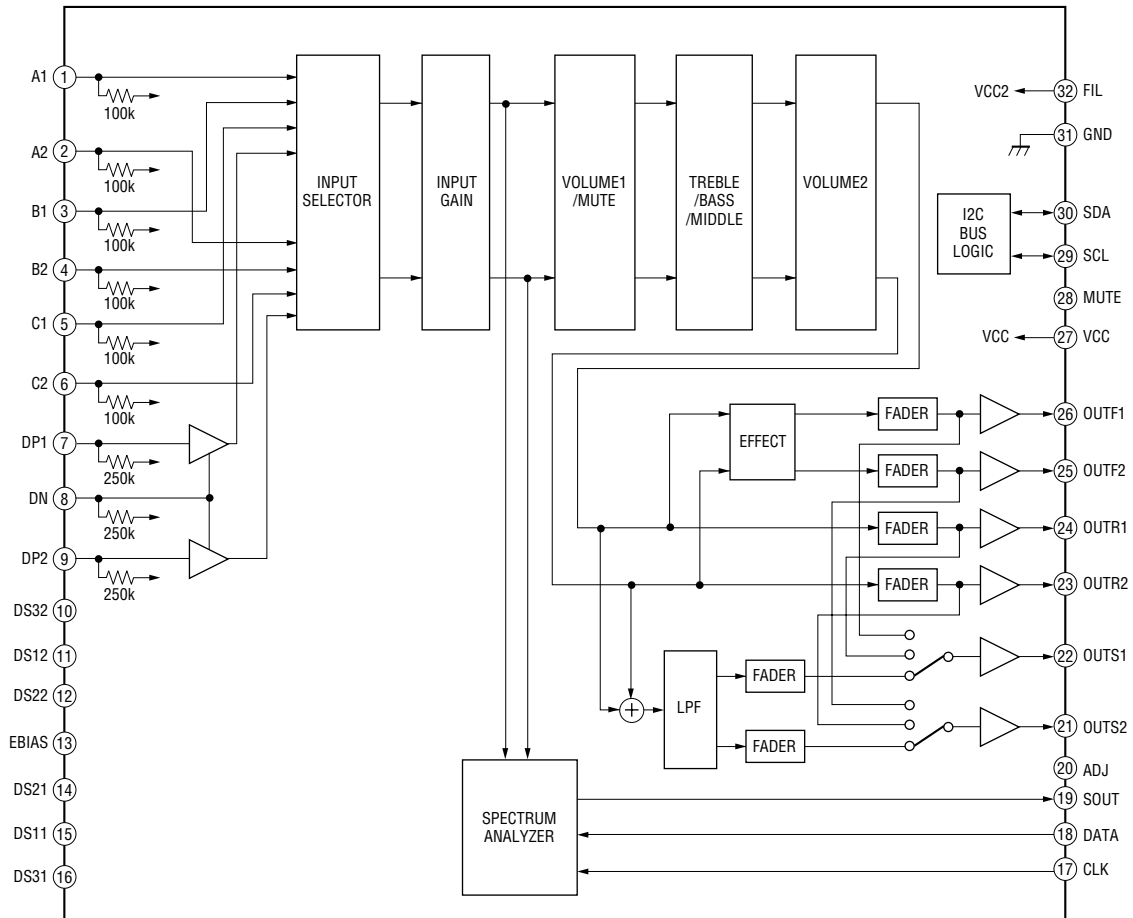 A1 1
100k
A2 2
100k
B1 3
100k
B2 4
100k
C1 5
100k
C2 6
100k
DP1 7
250k
DN 8
250k
DP2 9
250k
DS32 10
DS12 11
DS22 12
EBIAS 13
DS21 14
DS11 15
DS31 16
INPUT
SELECTOR
INPUT
GAIN
VOLUME1
/MUTE
TREBLE
/BASS
/MIDDLE
VOLUME2
I2C
BUS
LOGIC
EFFECT
FADER
FADER
FADER
FADER
LPF
FADER
FADER
SPECTRUM
ANALYZER
VCC2 32 FIL
31 GND
30 SDA
29 SCL
28 MUTE
VCC 27 VCC
26 OUTF1
25 OUTF2
24 OUTR1
23 OUTR2
22 OUTS1
21 OUTS2
20 ADJ
19 SOUT
18 DATA
17 CLK